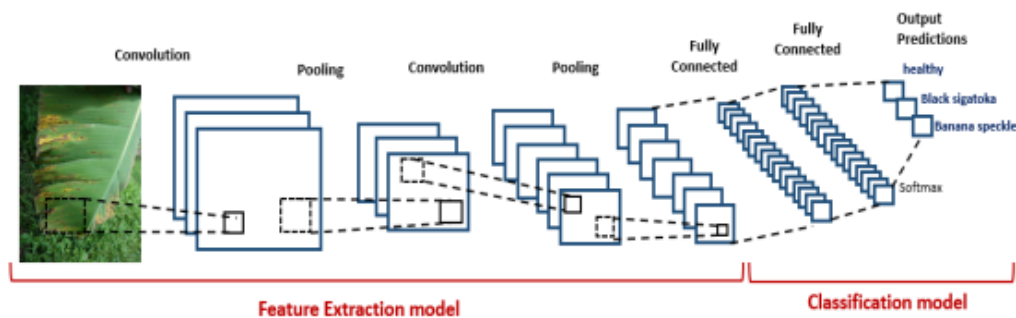 Convolution
Pooling
Convolution
Pooling
Fully
Connected
Fully
Connected
Output
Predictions
healthy
Black sigatoka
Banana speckle
Softmax
Feature Extraction model
Classification model